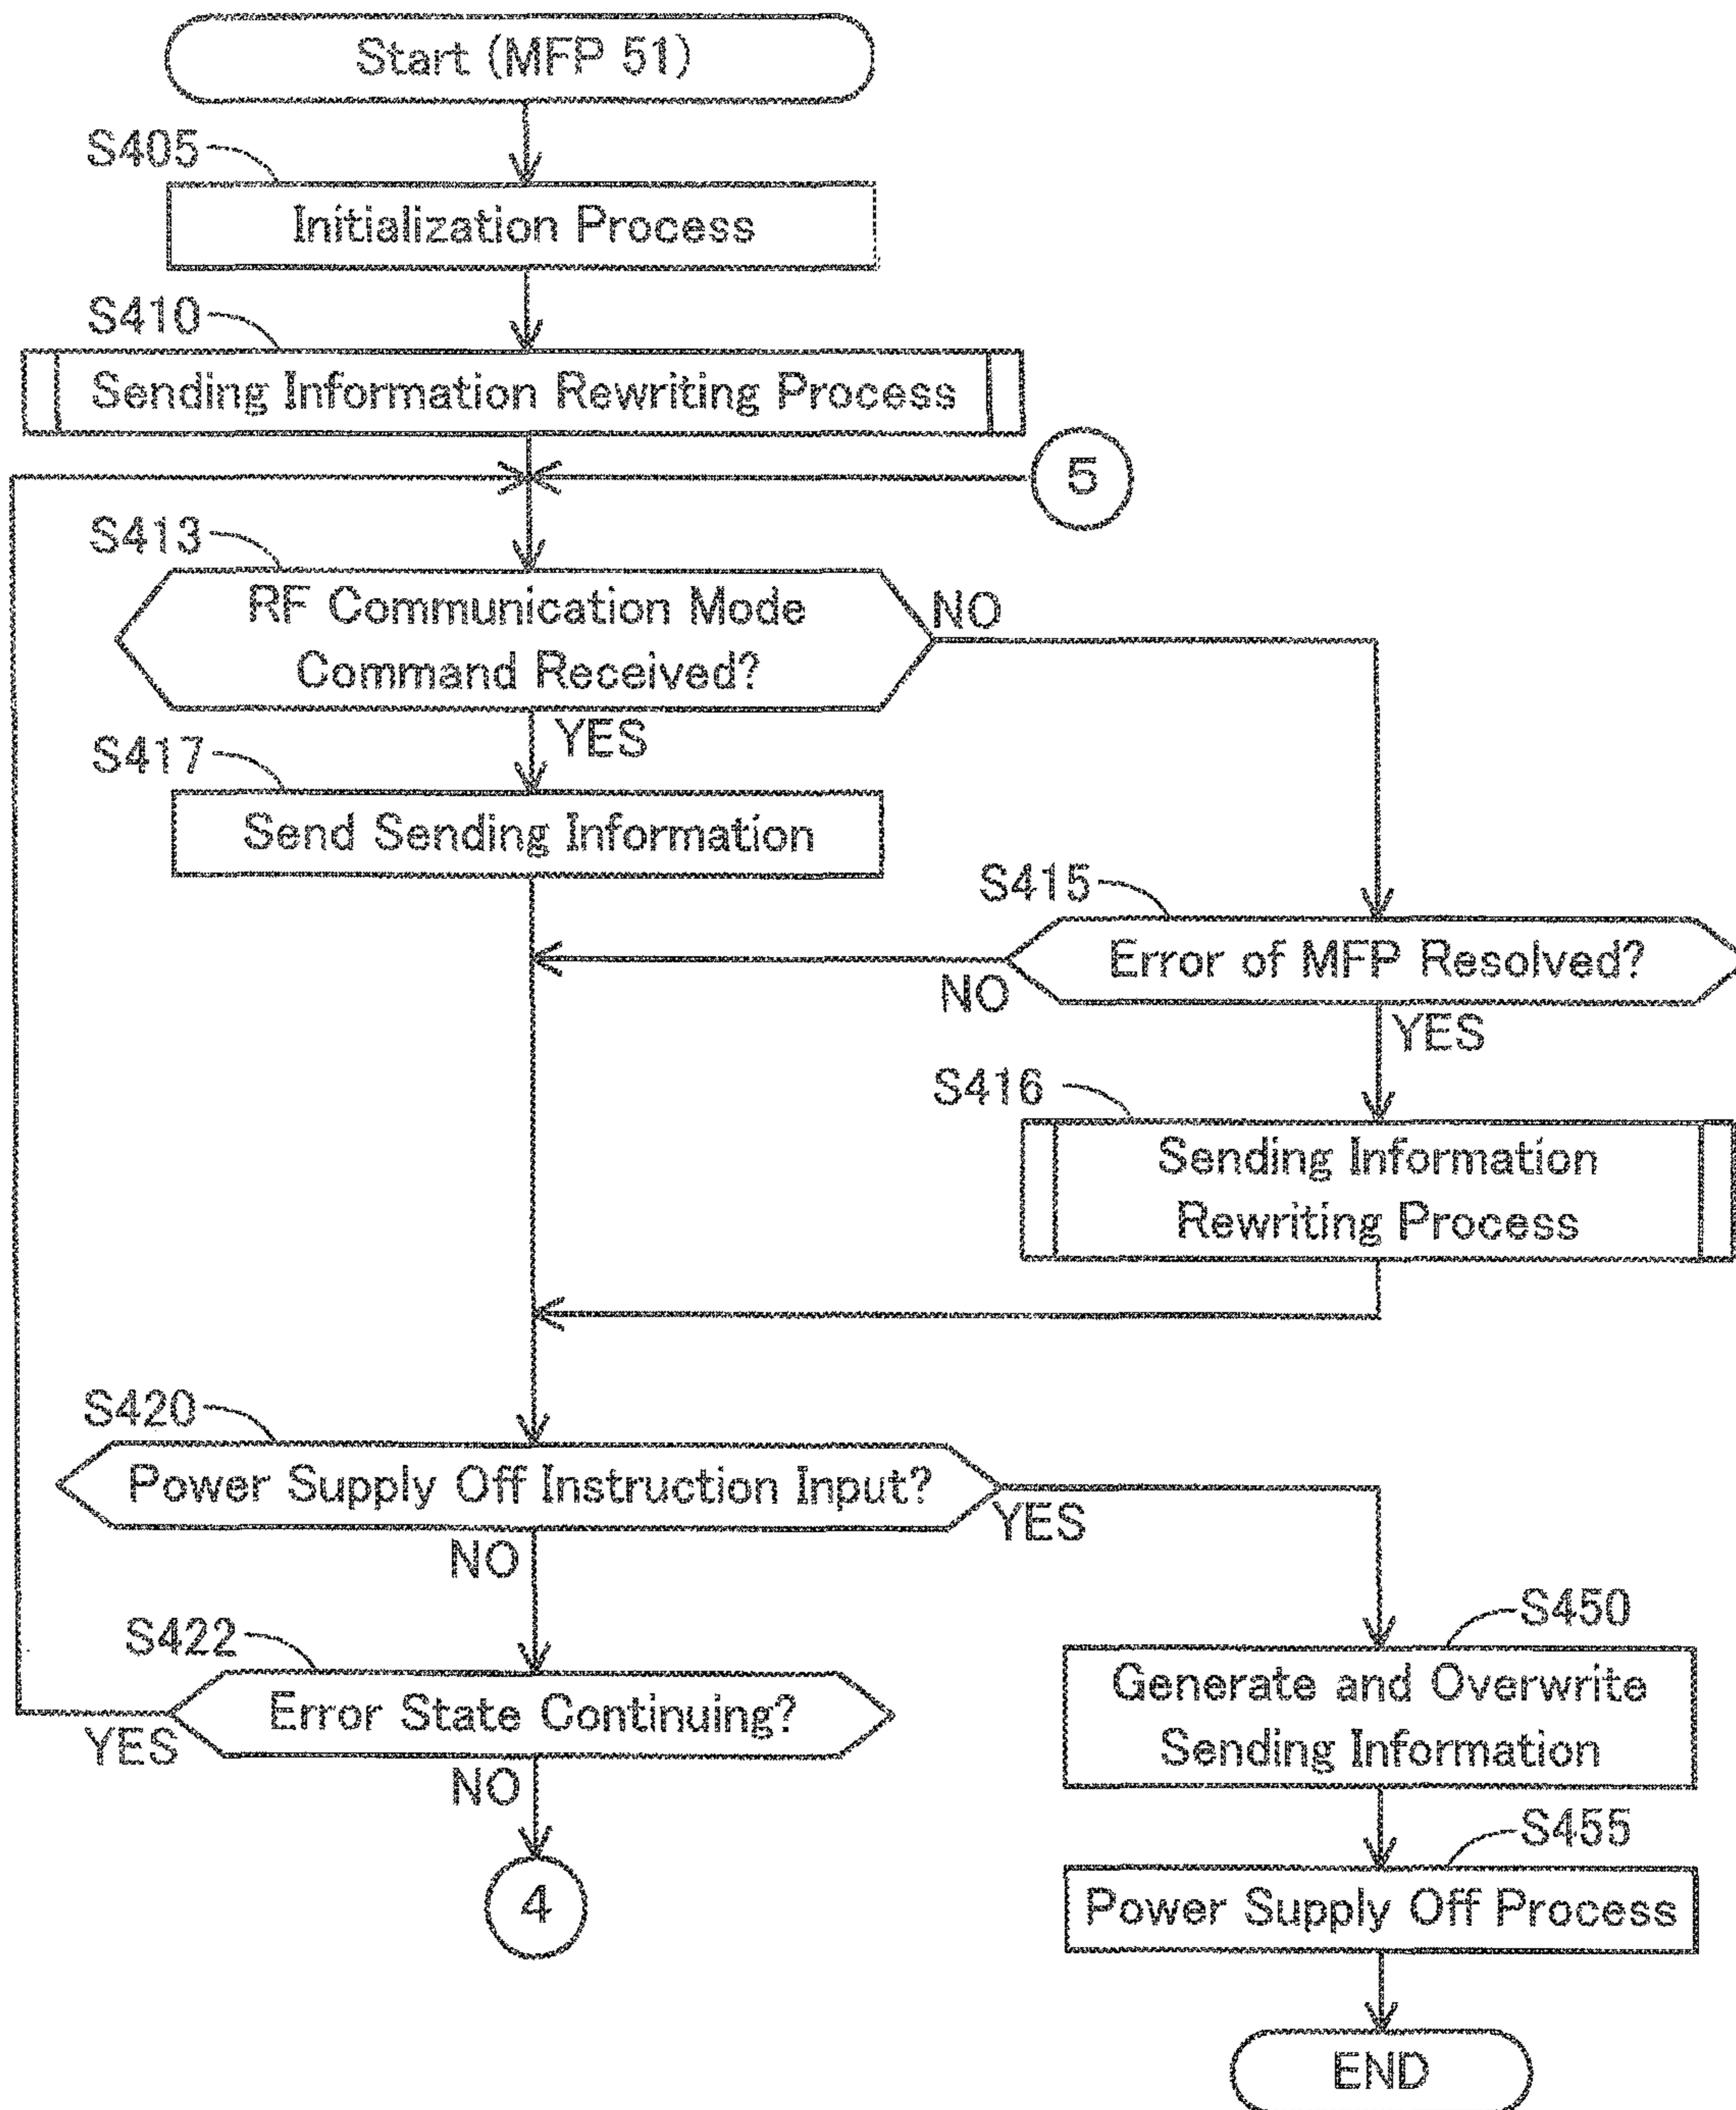 Start (MFP 51)
S405
Initialization Process
S410
Sending Information Rewriting Process
5
S413
RF Communication Mode
Command Received?
NO
YES
S417
Send Sending Information
S415
Error of MFP Resolved?
NO
YES
S416
Sending Information
Rewriting Process
S420
Power Supply Off Instruction Input?
YES
NO
S422
Error State Continuing?
YES
NO
4
S450
Generate and Overwrite
Sending Information
S455
Power Supply Off Process
END